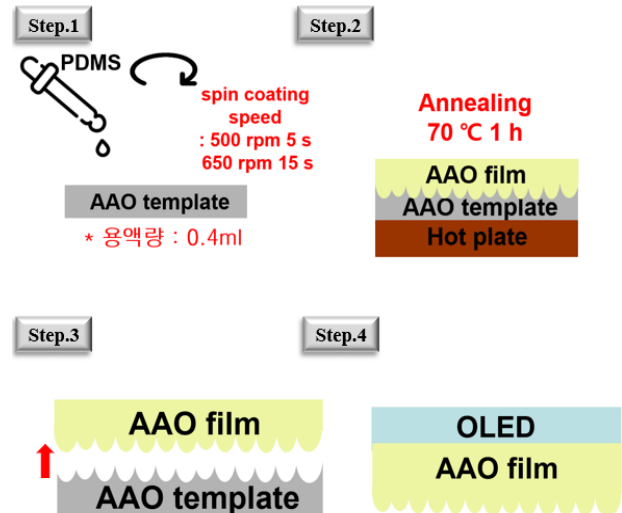 Step.1
PDMS
spin coating
speed
: 500 rpm 5 s
650 rpm 15 s
AAO template
* 용액량 : 0.4ml
Step.2
Annealing
70 ℃ 1 h
AAO film
AAO template
Hot plate
Step.3
AAO film
AAO template
Step.4
OLED
AAO film